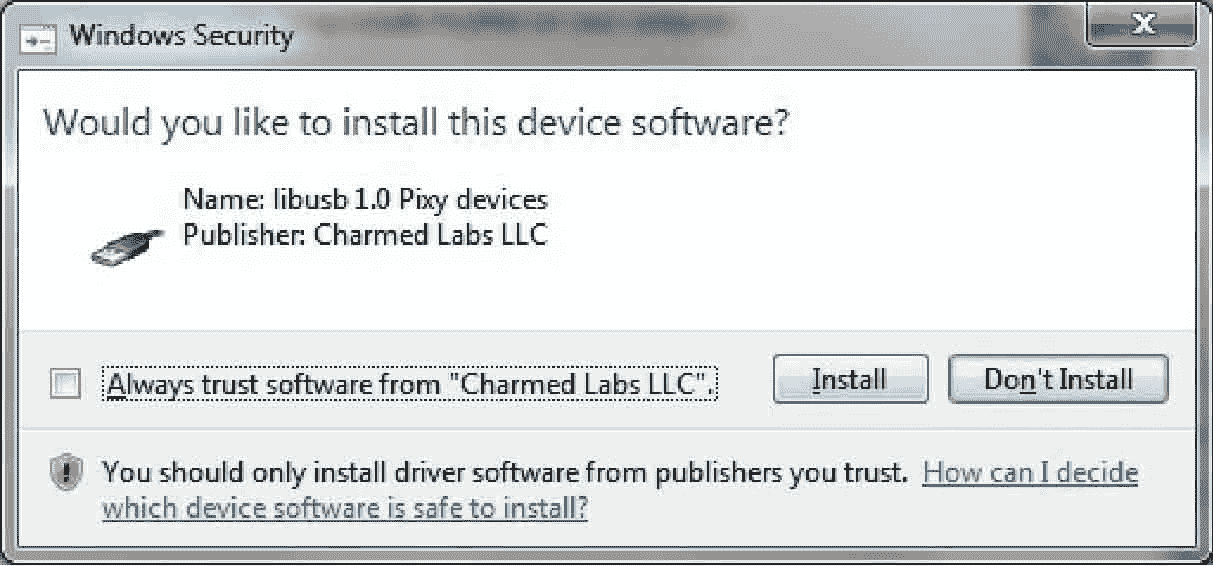 Windows Security
Would you like to install this device software?
Name: libusb 1.0 Pixy devices
Publisher: Charmed Labs LLC
Always trust software from "Charmed Labs LLC".
Install
Don't Install
You should only install driver software from publishers you trust. How can I decide
which device software is safe to install?